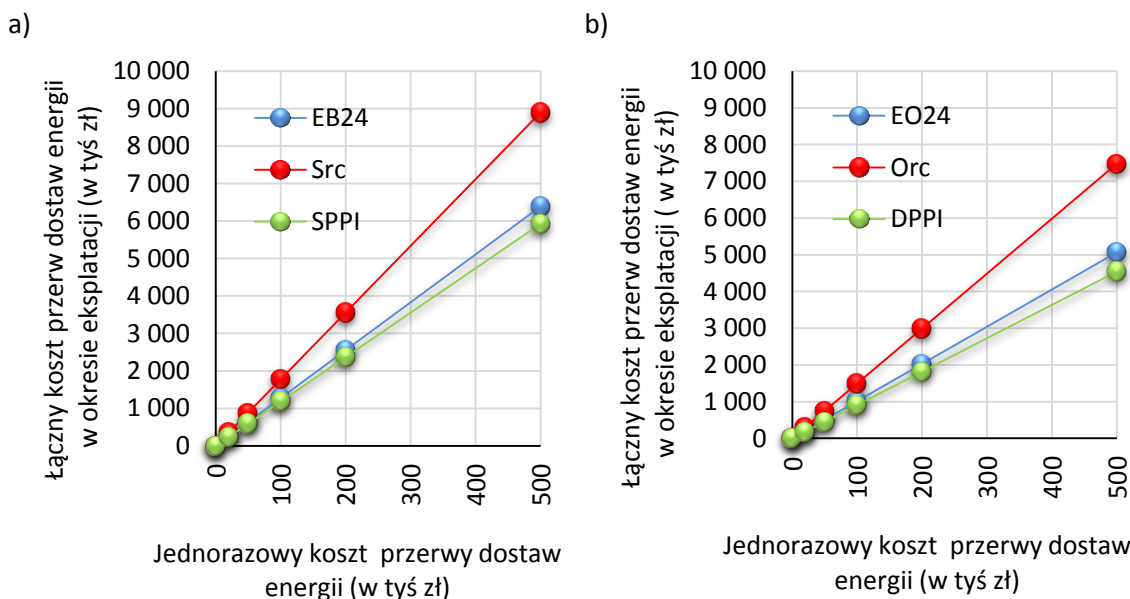 a)
Łączny koszt przerw dostaw energii
w okresie eksplatacji (w tyś zł)
10 000
9 000
8 000
7 000
6 000
5 000
4 000
3 000
2 000
1 000
0
EB24
Src
SPPI
0
100
200
300
400
500
Jednorazowy koszt przerwy dostaw
energii (w tyś zł)
b)
Łączny koszt przerw dostaw energii
w okresie eksplatacji ( w tyś zł)
10 000
9 000
8 000
7 000
6 000
5 000
4 000
3 000
2 000
1 000
0
EO24
Orc
DPPI
0
100
200
300
400
500
Jednorazowy koszt przerwy dostaw
energii (w tyś zł)